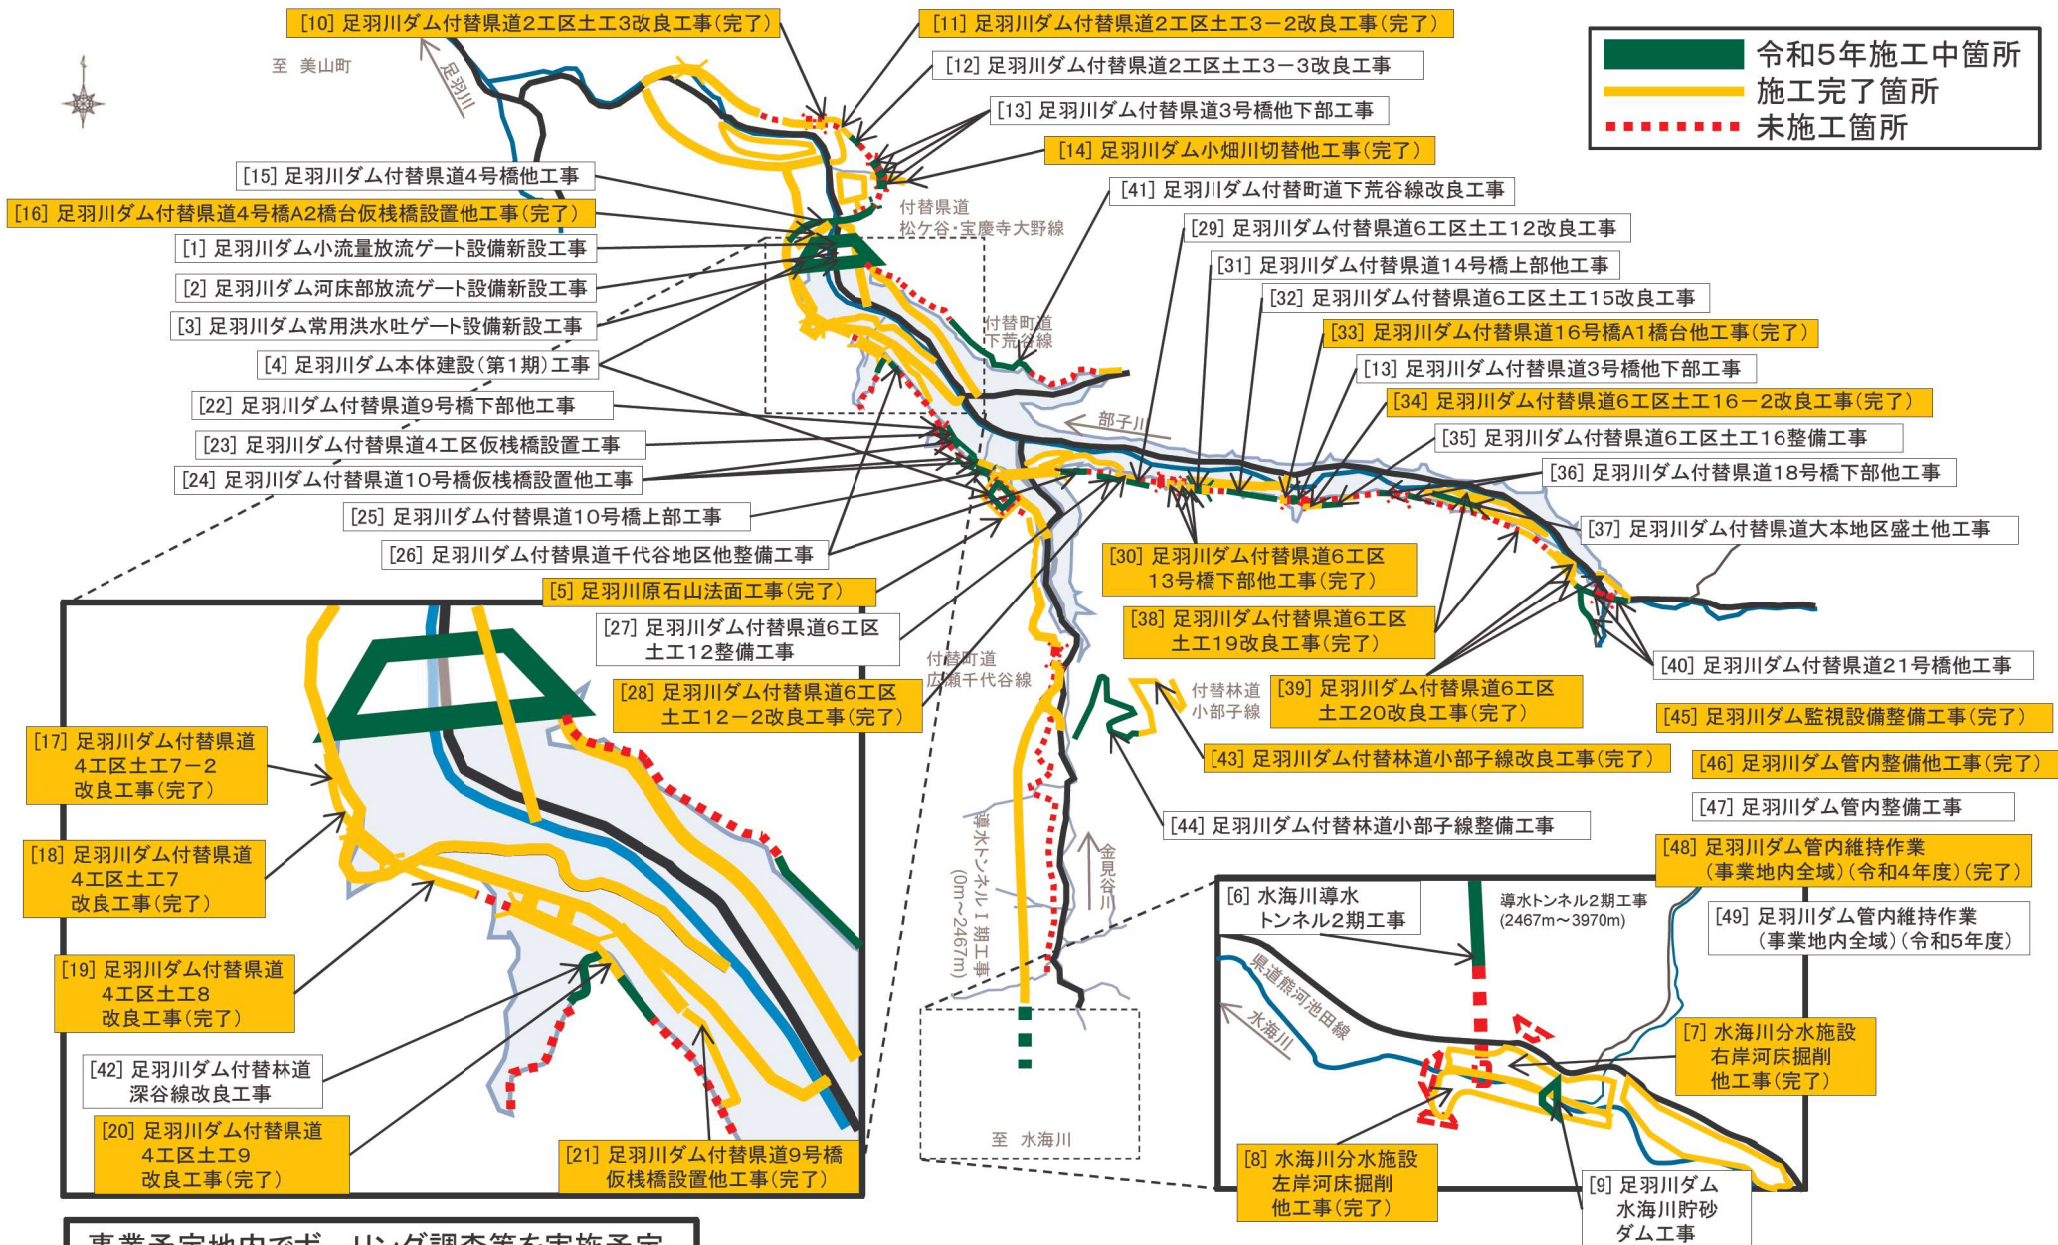 [10] 足羽川ダム付替県道2工区土工3改良工事(完了)
[11] 足羽川ダム付替県道2工区土工3−2改良工事(完了)
[12] 足羽川ダム付替県道2工区土工3−3改良工事
[13] 足羽川ダム付替県道3号橋他下部工事
[14] 足羽川ダム小畑川切替他工事(完了)
令和5年施工中箇所
施工完了箇所
未施工箇所
至 美山町
足羽川
[15] 足羽川ダム付替県道4号橋他工事
[16] 足羽川ダム付替県道4号橋A2橋台仮桟橋設置他工事(完了)
[1] 足羽川ダム小流量放流ゲート設備新設工事
[2] 足羽川ダム河床部放流ゲート設備新設工事
[3] 足羽川ダム常用洪水吐ゲート設備新設工事
[4] 足羽川ダム本体建設(第1期)工事
[22] 足羽川ダム付替県道9号橋下部他工事
[23] 足羽川ダム付替県道4工区仮桟橋設置工事
[24] 足羽川ダム付替県道10号橋仮桟橋設置他工事
[25] 足羽川ダム付替県道10号橋上部工事
[26] 足羽川ダム付替県道千代谷地区他整備工事
[5] 足羽川原石山法面工事(完了)
[27] 足羽川ダム付替県道6工区
土工12整備工事
[28] 足羽川ダム付替県道6工区
土工12−2改良工事(完了)
付替県道
松ケ谷・宝慶寺大野線
付替町道
下荒谷線
部子川
[41] 足羽川ダム付替町道下荒谷線改良工事
[29] 足羽川ダム付替県道6工区土工12改良工事
[31] 足羽川ダム付替県道14号橋上部他工事
[32] 足羽川ダム付替県道6工区土工15改良工事
[33] 足羽川ダム付替県道16号橋A1橋台他工事(完了)
[13] 足羽川ダム付替県道3号橋他下部工事
[34] 足羽川ダム付替県道6工区土工16−2改良工事(完了)
[35] 足羽川ダム付替県道6工区土工16整備工事
[36] 足羽川ダム付替県道18号橋下部他工事
[37] 足羽川ダム付替県道大本地区盛土他工事
[30] 足羽川ダム付替県道6工区
13号橋下部他工事(完了)
[38] 足羽川ダム付替県道6工区
土工19改良工事(完了)
[39] 足羽川ダム付替県道6工区
土工20改良工事(完了)
[40] 足羽川ダム付替県道21号橋他工事
付替町道
広瀬千代谷線
付替林道
小部子線
[43] 足羽川ダム付替林道小部子線改良工事(完了)
[44] 足羽川ダム付替林道小部子線整備工事
[45] 足羽川ダム監視設備整備工事(完了)
[46] 足羽川ダム管内整備他工事(完了)
[47] 足羽川ダム管内整備工事
[48] 足羽川ダム管内維持作業
(事業地内全域)(令和4年度)(完了)
[49] 足羽川ダム管内維持作業
(事業地内全域)(令和5年度)
導水トンネルⅠ期工事
(0m〜2467m)
金見谷川
至 水海川
[17] 足羽川ダム付替県道
4工区土工7−2
改良工事(完了)
[18] 足羽川ダム付替県道
4工区土工7
改良工事(完了)
[19] 足羽川ダム付替県道
4工区土工8
改良工事(完了)
[42] 足羽川ダム付替林道
深谷線改良工事
[20] 足羽川ダム付替県道
4工区土工9
改良工事(完了)
[21] 足羽川ダム付替県道9号橋
仮桟橋設置他工事(完了)
[6] 水海川導水
トンネル2期工事
導水トンネル2期工事
(2467m〜3970m)
県道熊河池田線
水海川
[7] 水海川分水施設
右岸河床掘削
他工事(完了)
[8] 水海川分水施設
左岸河床掘削
他工事(完了)
[9] 足羽川ダム
水海川貯砂
ダム工事
事業予定地内でボーリング調査等を実施予定